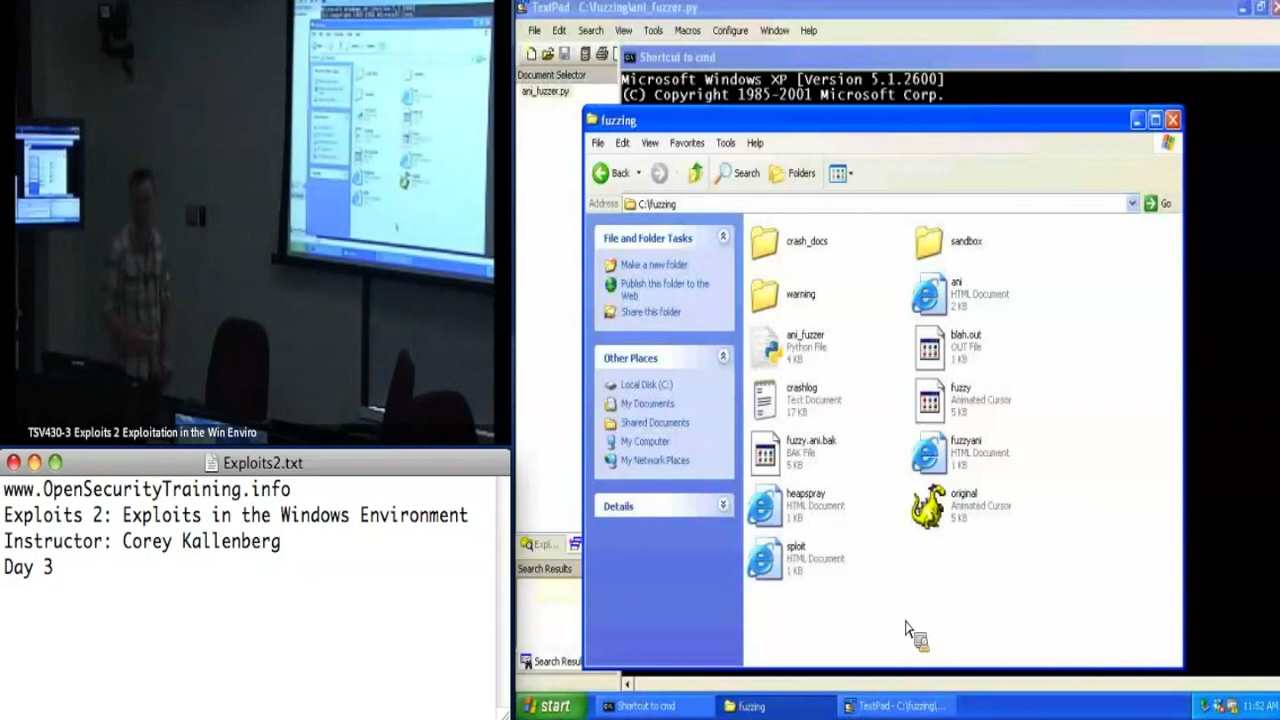 TextPad - C:\fuzzing\ani_fuzzer.py
File Edit Search View Tools Macros Configure Window Help
Document Selector
ani_fuzzer.py
Shortcut to cmd
Microsoft Windows XP [Version 5.1.2600]
(C) Copyright 1985-2001 Microsoft Corp.
fuzzing
File Edit View Favorites Tools Help
Back Search Folders
Address C:\fuzzing Go
File and Folder Tasks
Make a new folder
Publish this folder to the
Web
Share this folder
Other Places
Local Disk (C:)
My Documents
Shared Documents
My Computer
My Network Places
Details
crash_docs
sandbox
warning
ani
HTML Document
2 KB
ani_fuzzer
Python File
4 KB
blah.out
OUT File
1 KB
crashlog
Text Document
17 KB
fuzzy
Animated Cursor
5 KB
fuzzy.ani.bak
BAK File
5 KB
fuzzyani
HTML Document
1 KB
heapspray
HTML Document
1 KB
original
Animated Cursor
5 KB
sploit
HTML Document
1 KB
Expl...
Search Results
Search Resul
start
Shortcut to cmd
fuzzing
TextPad - C:\fuzzing\...
11:52 AM
TSV430-3 Exploits 2 Exploitation in the Win Enviro
Exploits2.txt
www.OpenSecurityTraining.info
Exploits 2: Exploits in the Windows Environment
Instructor: Corey Kallenberg
Day 3